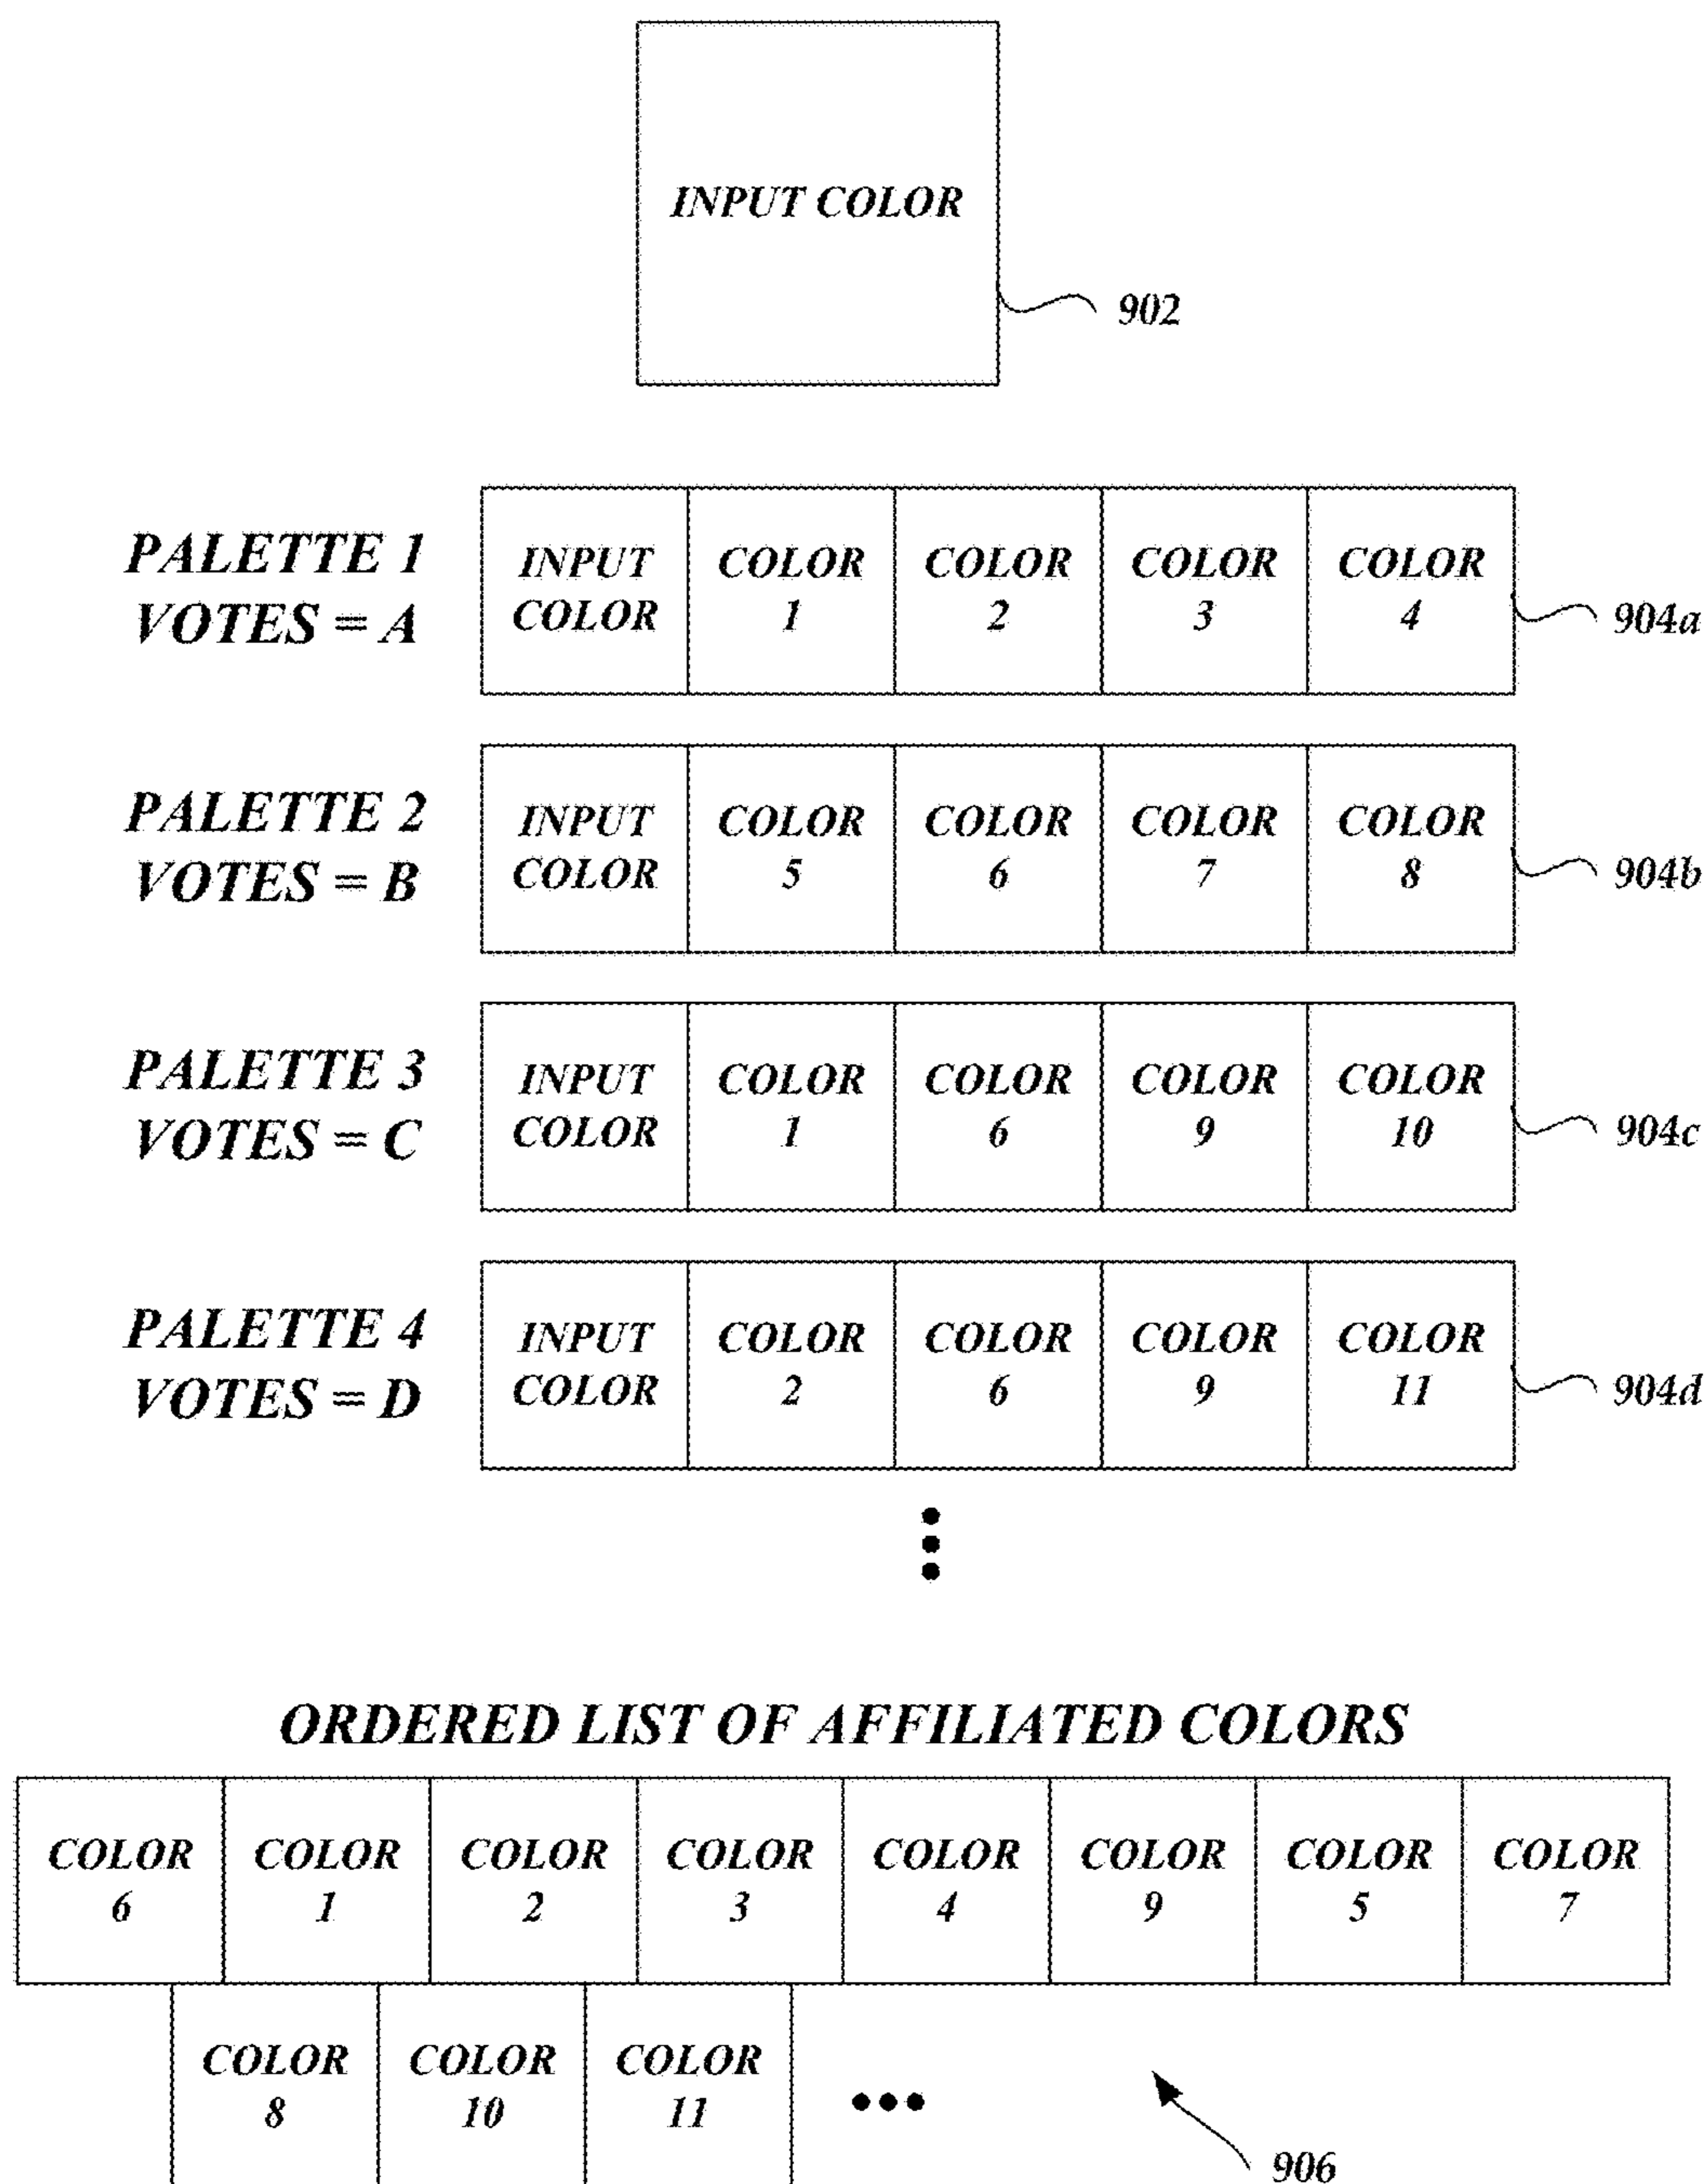 INPUT COLOR
902
PALETTE 1
VOTES = A
INPUT COLOR
COLOR 1
COLOR 2
COLOR 3
COLOR 4
904a
PALETTE 2
VOTES = B
INPUT COLOR
COLOR 5
COLOR 6
COLOR 7
COLOR 8
904b
PALETTE 3
VOTES = C
INPUT COLOR
COLOR 1
COLOR 6
COLOR 9
COLOR 10
904c
PALETTE 4
VOTES = D
INPUT COLOR
COLOR 2
COLOR 6
COLOR 9
COLOR 11
904d
ORDERED LIST OF AFFILIATED COLORS
COLOR 6
COLOR 1
COLOR 2
COLOR 3
COLOR 4
COLOR 9
COLOR 5
COLOR 7
COLOR 8
COLOR 10
COLOR 11
906